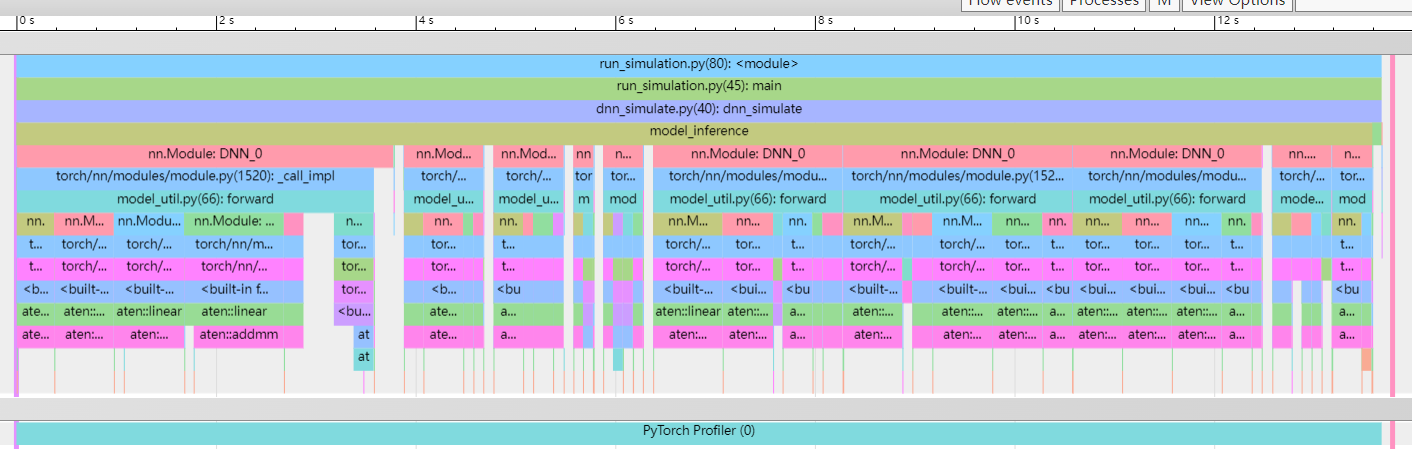 Flow events Processes M View Options
0 s 2 s 4 s 6 s 8 s 10 s 12 s
run_simulation.py(80): <module>
run_simulation.py(45): main
dnn_simulate.py(40): dnn_simulate
model_inference
nn.Module: DNN_0 nn.Mod... nn.Mod... nn n... nn.Module: DNN_0 nn.Module: DNN_0 nn.Module: DNN_0 nn.... n...
torch/nn/modules/module.py(1520): _call_impl torch/... torch/... tor tor... torch/nn/modules/modu... torch/nn/modules/module.py(152... torch/nn/modules/modu... torch/... tor...
model_util.py(66): forward model_u... model_u... m mod model_util.py(66): forward model_util.py(66): forward model_util.py(66): forward mode... mod
nn. nn.M... nn.Modu... nn.Module: ... n... nn. n. nn.M... nn. nn. nn.M... nn.M... nn... nn. nn... nn.M... nn... nn. nn.
t... torch/... torch/... torch/nn/m... tor... tor... t... torch/... tor... t... torch/... torch/... tor... t... torch/... tor... tor... t... t...
t... torch/... torch/... torch/nn/... tor... tor... t... torch/... tor... t... torch/... tor... tor... t... torch/... tor... tor... t... t...
<b... <built-... <built-... <built-in f... tor... <b... <bu <built-... <bui... <bu <bui... <built-... <bui... <bu <bui... <bui... <bui... <bu <bu
ate... aten::... aten::linear aten::linear <bu... ate... a... aten::linear aten::... a... aten::... aten::... aten::... a... aten::... aten::... aten::... a... a...
ate... aten:... aten:... aten::addmm at ate... a... aten:... aten:... a... aten:... aten:... aten:... a... aten:... aten:... aten:... a... a...
at
PyTorch Profiler (0)